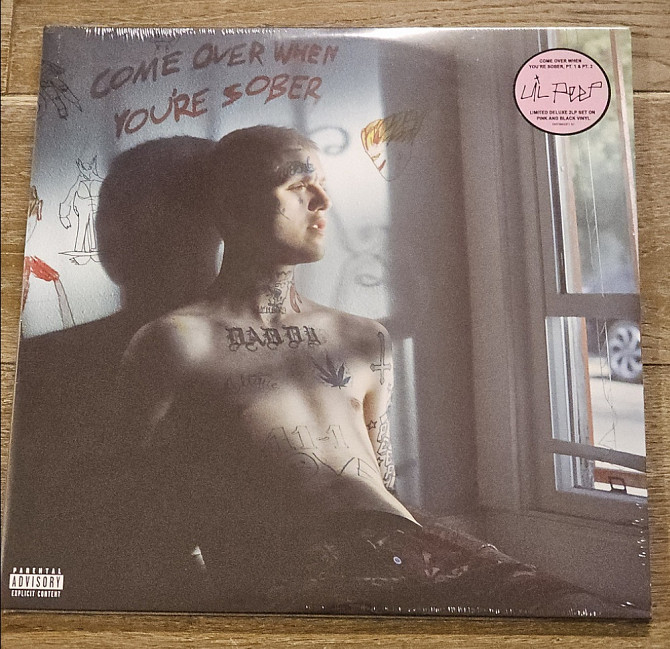 COME OVER WHEN
YOU'RE SOBER
COME OVER WHEN
YOU'RE SOBER, PT. 1 & PT. 2
LIL PEEP
LIMITED DELUXE 2LP SET ON
PINK AND BLACK VINYL
DADDY
PARENTAL
ADVISORY
EXPLICIT CONTENT